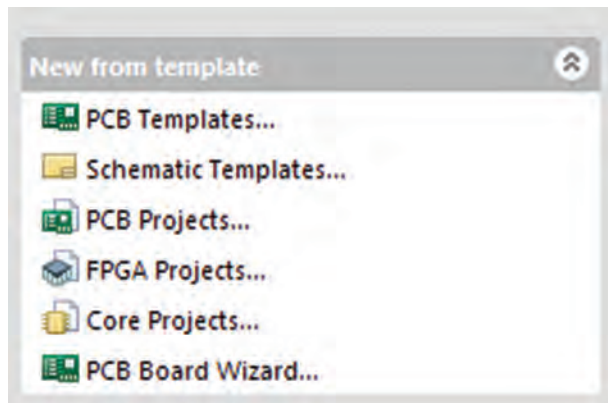 New from template
PCB Templates...
Schematic Templates...
PCB Projects...
FPGA Projects...
Core Projects...
PCB Board Wizard...